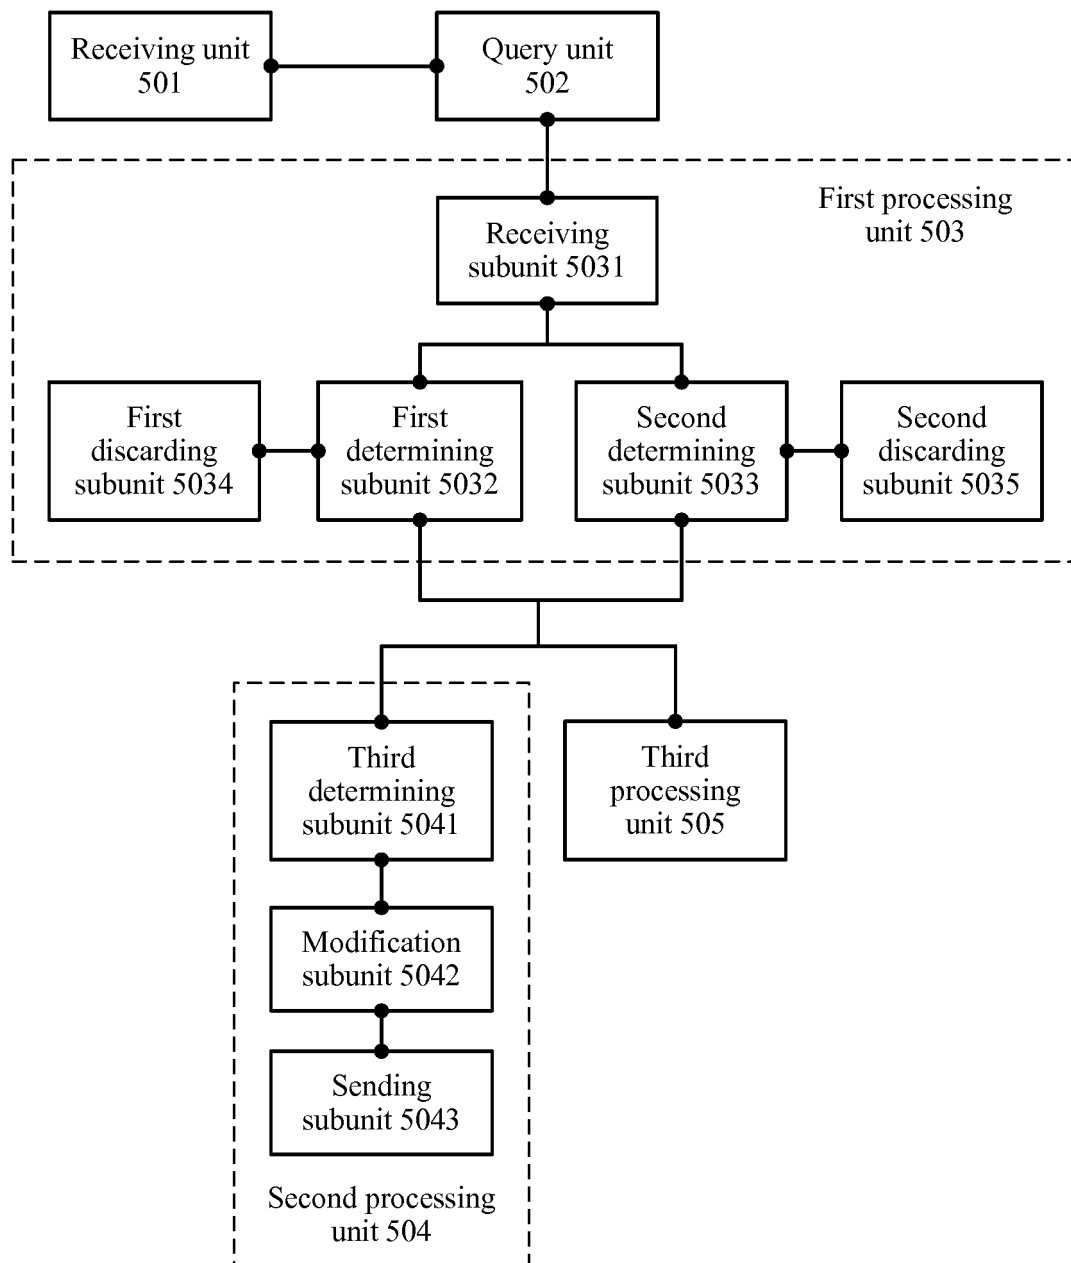 Receiving unit
501
Query unit
502
First processing
unit 503
Receiving
subunit 5031
First
discarding
subunit 5034
First
determining
subunit 5032
Second
determining
subunit 5033
Second
discarding
subunit 5035
Third
determining
subunit 5041
Third
processing
unit 505
Modification
subunit 5042
Sending
subunit 5043
Second processing
unit 504